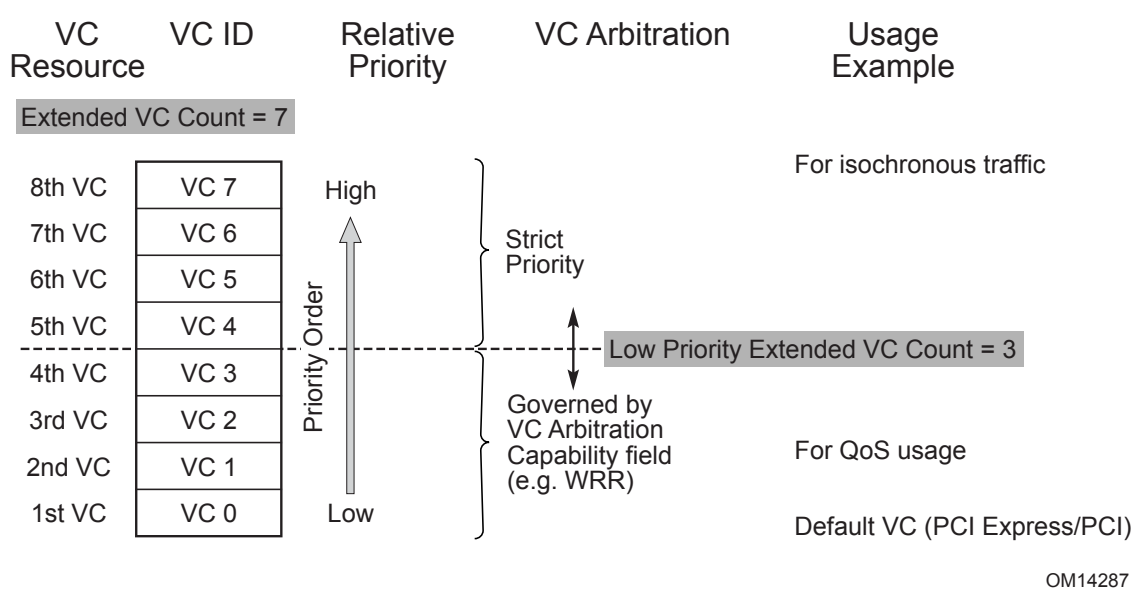 VC Resource
VC ID
Relative Priority
VC Arbitration
Usage Example
Extended VC Count = 7
For isochronous traffic
8th VC VC 7 High
7th VC VC 6
Strict
Priority
6th VC VC 5
5th VC VC 4
Priority Order
Low Priority Extended VC Count = 3
4th VC VC 3
3rd VC VC 2
Governed by
VC Arbitration
Capability field
(e.g. WRR)
For QoS usage
2nd VC VC 1
1st VC VC 0 Low
Default VC (PCI Express/PCI)
OM14287